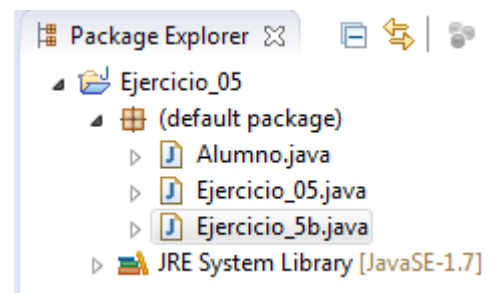 Package Explorer
Ejercicio_05
(default package)
Alumno.java
Ejercicio_05.java
Ejercicio_5b.java
JRE System Library [JavaSE-1.7]